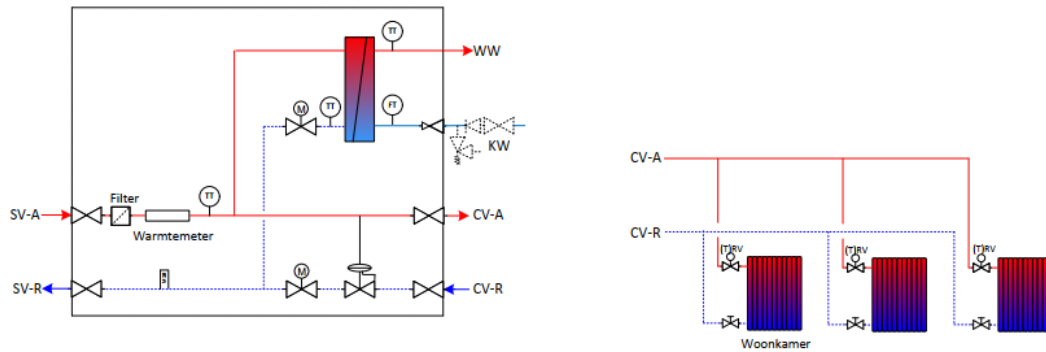 TT
WW
M
TT
FT
KW
SV-A
Filter
TT
CV-A
Warmtemeter
M
SV-R
CV-R
CV-A
CV-R
(T)RV
(T)RV
(T)RV
Woonkamer